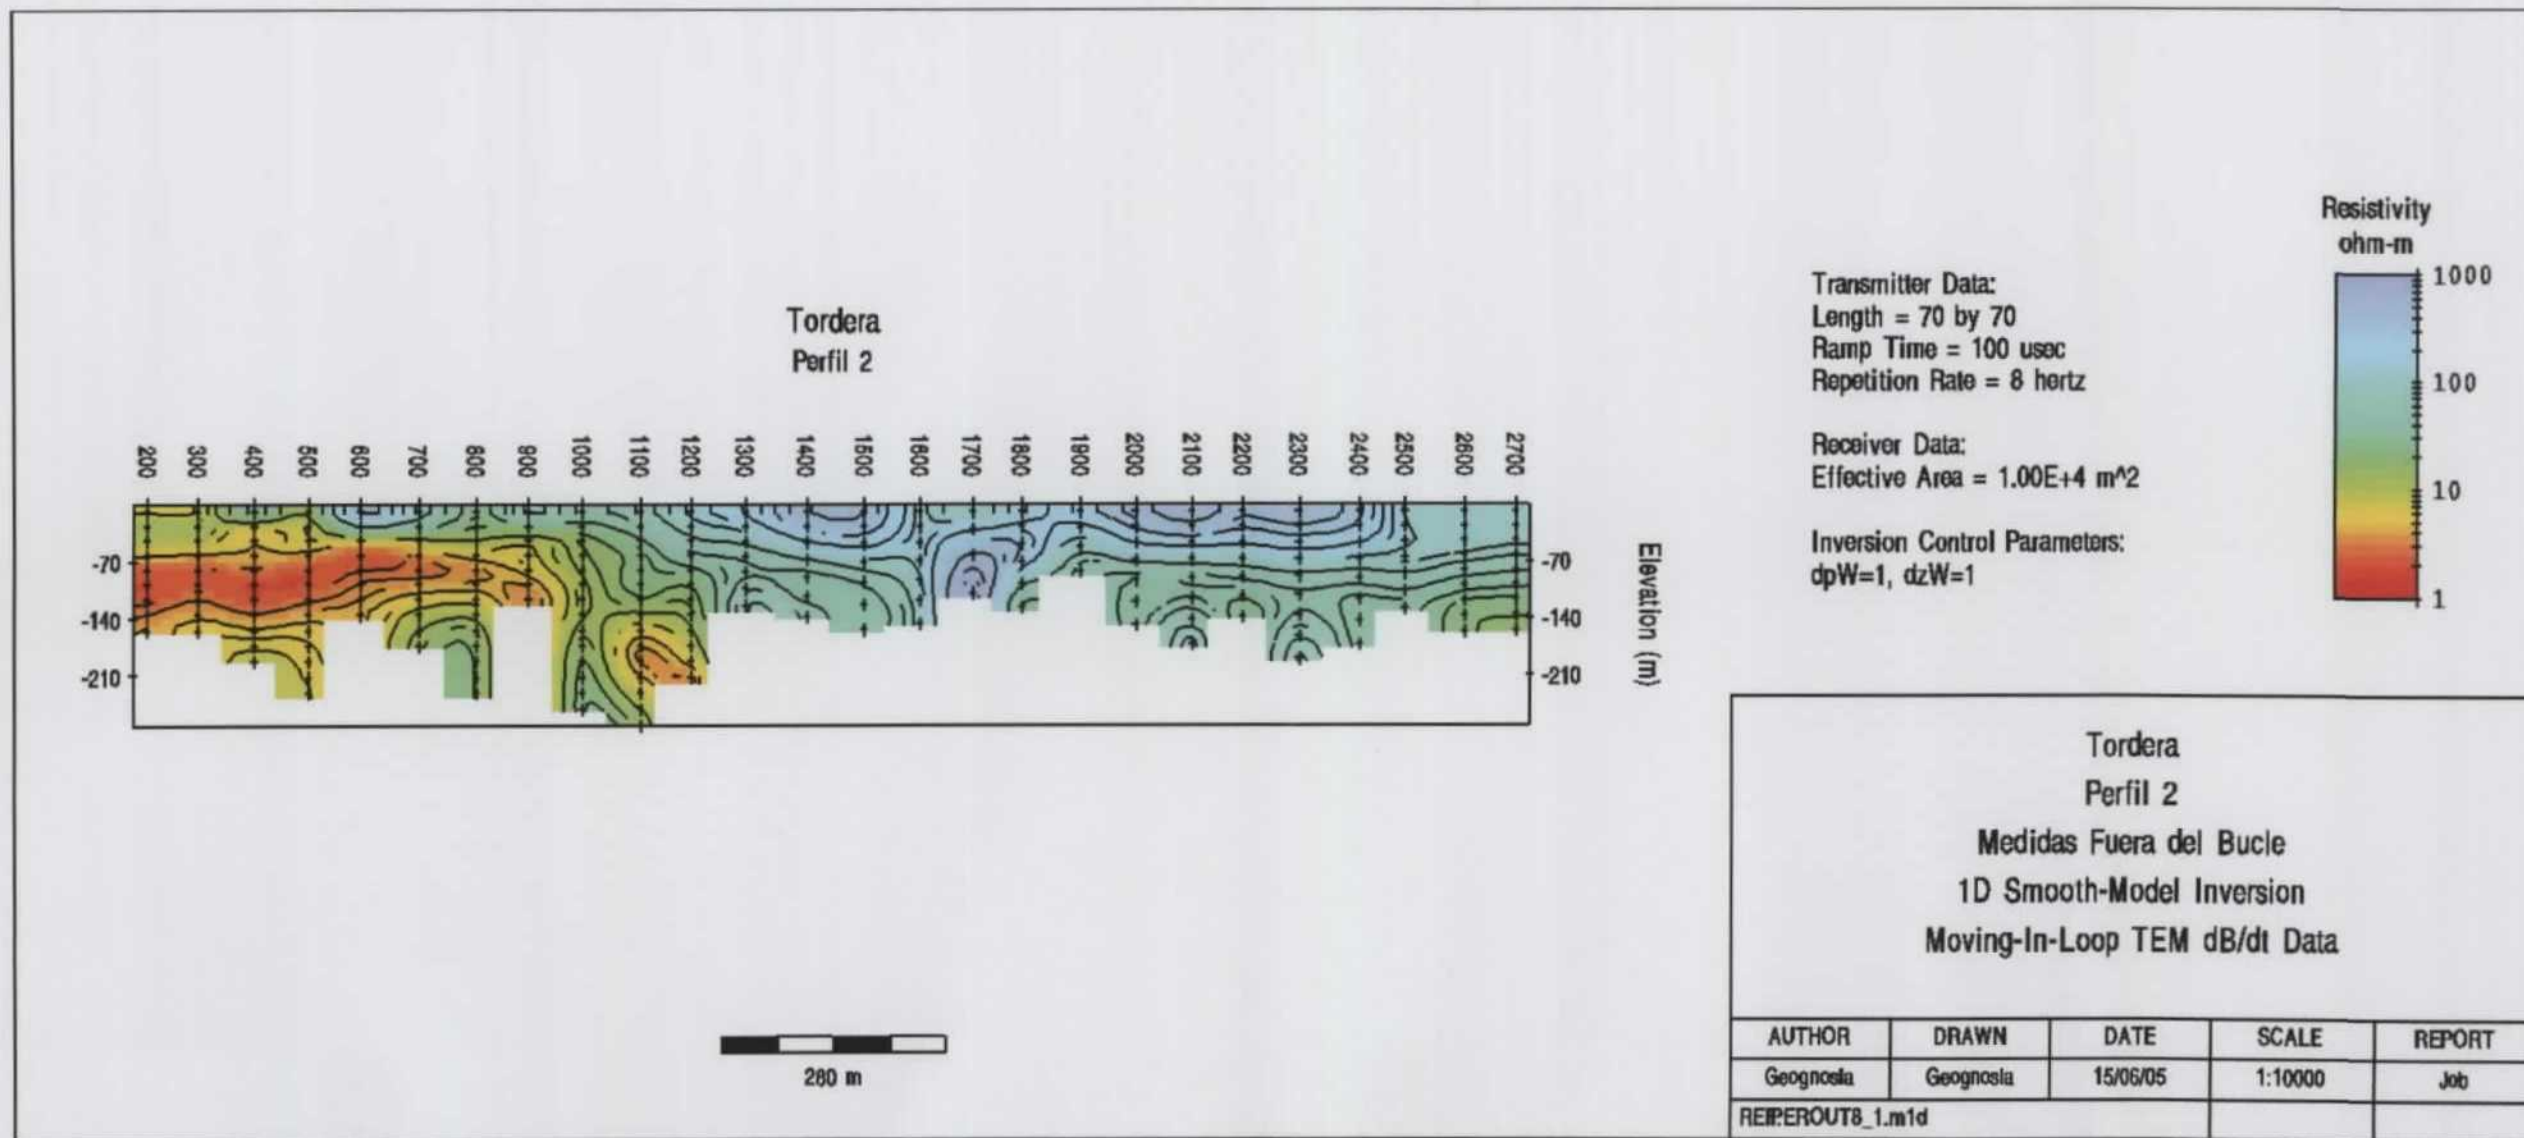 Tordera
Perfil 2
200 300 400 500 600 700 800 900 1000 1100 1200 1300 1400 1500 1600 1700 1800 1900 2000 2100 2200 2300 2400 2500 2600 2700
-70
-140
-210
-70
-140
-210
Elevation (m)
280 m
Transmitter Data:
Length = 70 by 70
Ramp Time = 100 usec
Repetition Rate = 8 hertz
Receiver Data:
Effective Area = 1.00E+4 m^2
Inversion Control Parameters:
dpW=1, dzW=1
Resistivity
ohm-m
1000
100
10
1
Tordera
Perfil 2
Medidas Fuera del Bucle
1D Smooth-Model Inversion
Moving-In-Loop TEM dB/dt Data
AUTHOR DRAWN DATE SCALE REPORT
Geognosia Geognosia 15/06/05 1:10000 Job